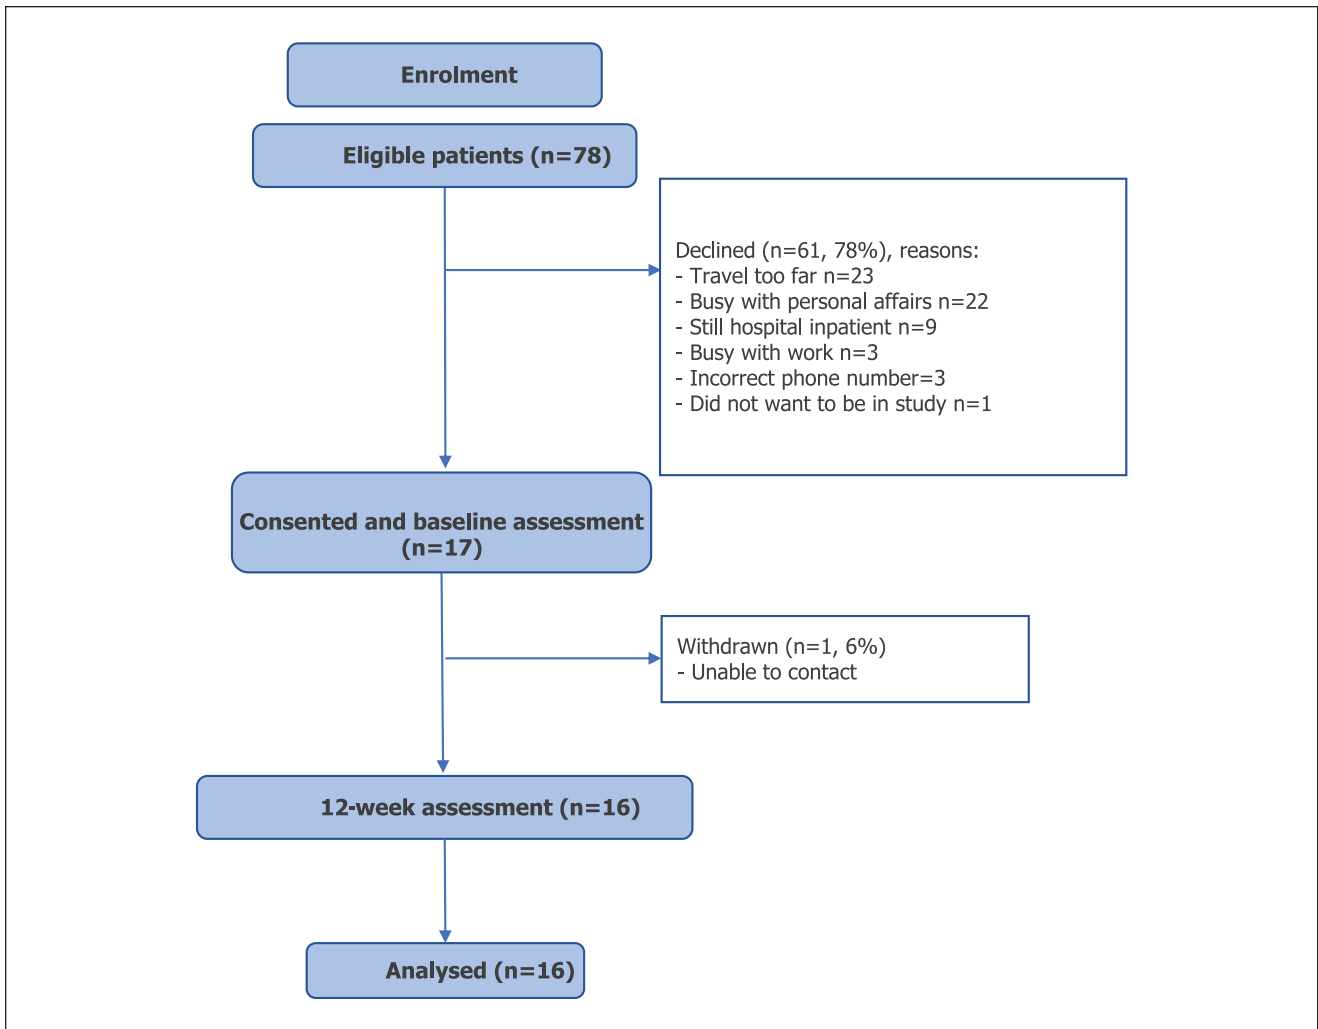 Enrolment
Eligible patients (n=78)
Declined (n=61, 78%), reasons:
- Travel too far n=23
- Busy with personal affairs n=22
- Still hospital inpatient n=9
- Busy with work n=3
- Incorrect phone number=3
- Did not want to be in study n=1
Consented and baseline assessment
(n=17)
Withdrawn (n=1, 6%)
- Unable to contact
12-week assessment (n=16)
Analysed (n=16)